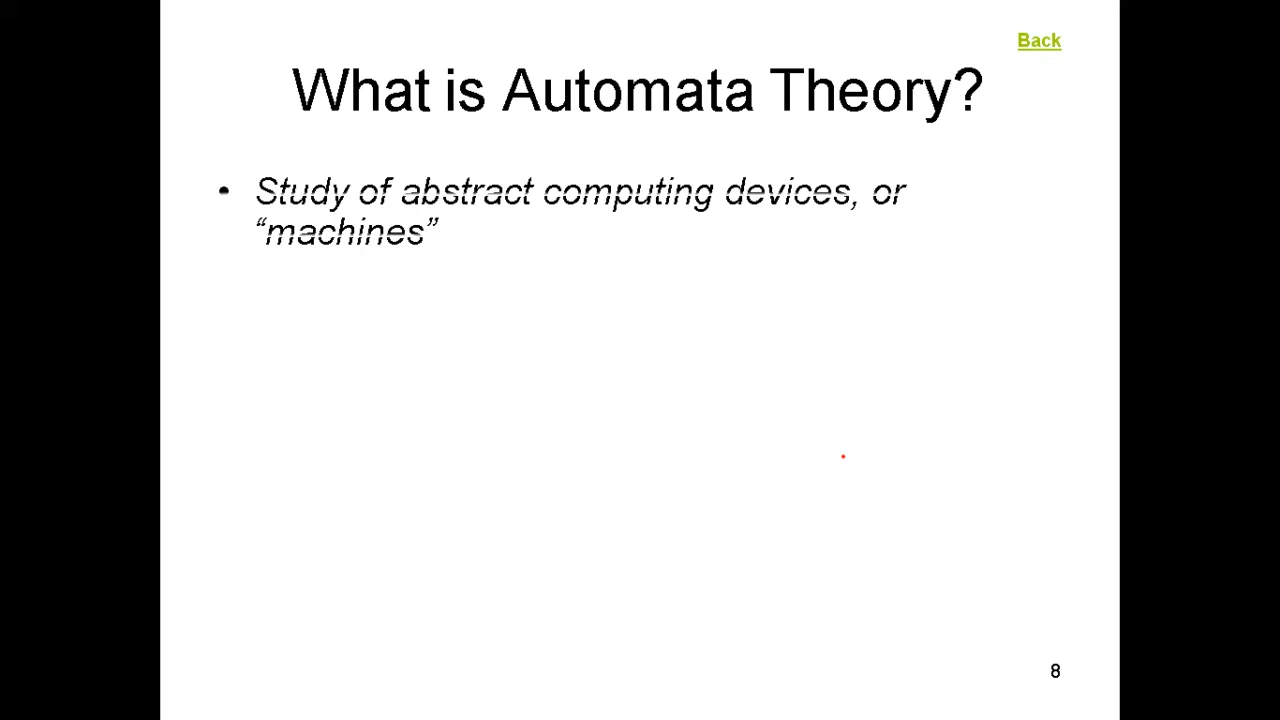 Back
What is Automata Theory?
• Study of abstract computing devices, or
“machines”
8